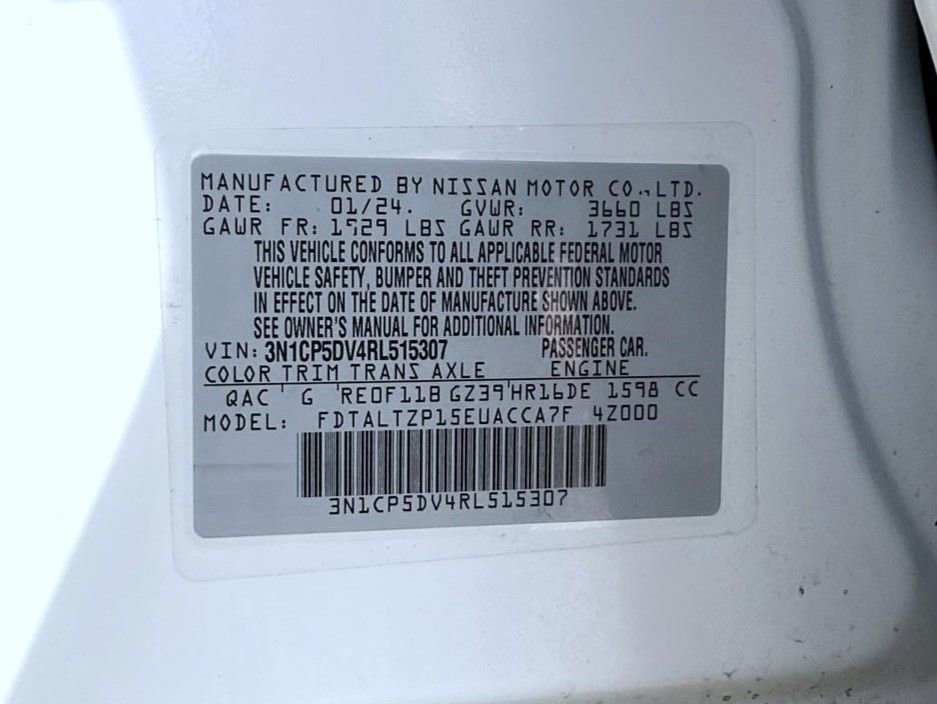 MANUFACTURED BY NISSAN MOTOR CO., LTD.
DATE: 01/24. GVWR: 3660 LBS
GAWR FR: 1929 LBS GAWR RR: 1731 LBS
THIS VEHICLE CONFORMS TO ALL APPLICABLE FEDERAL MOTOR
VEHICLE SAFETY, BUMPER AND THEFT PREVENTION STANDARDS
IN EFFECT ON THE DATE OF MANUFACTURE SHOWN ABOVE.
SEE OWNER'S MANUAL FOR ADDITIONAL INFORMATION.
VIN: 3N1CP5DV4RL515307 PASSENGER CAR.
COLOR TRIM TRANS AXLE ENGINE
QAC G RE0F11B GZ39 HR16DE 1598 CC
MODEL: FDTALTZP15EUACCA7F 4Z000
3N1CP5DV4RL515307